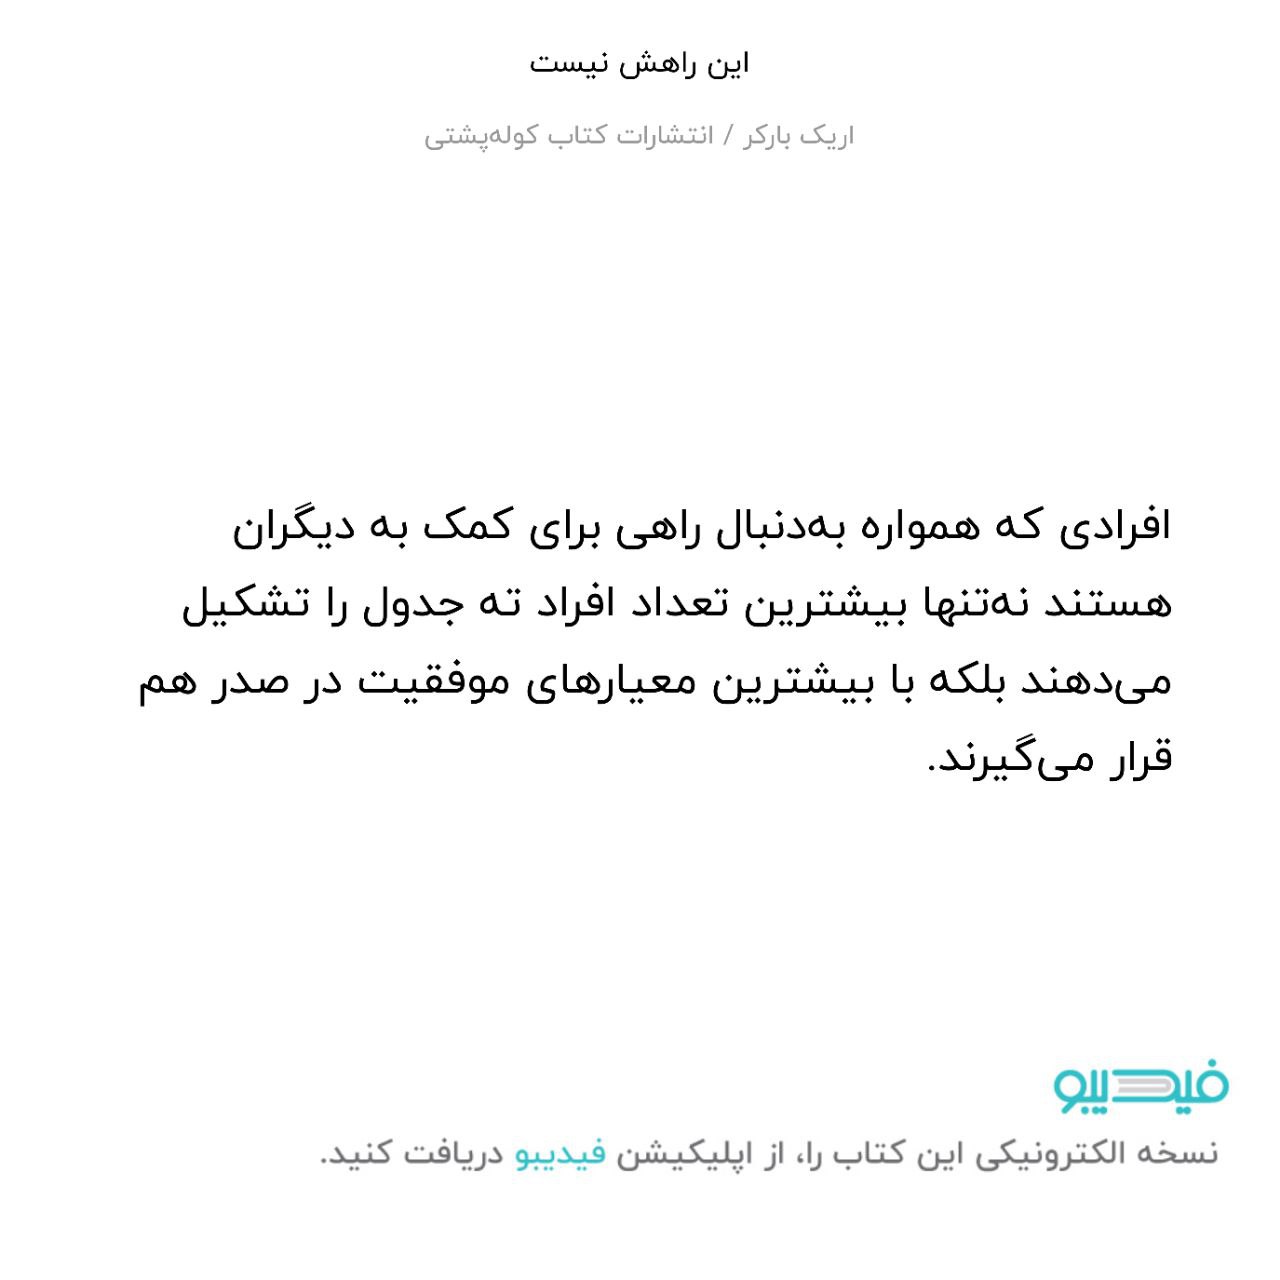 این راهش نیست
اریک بارکر / انتشارات کتاب کوله‌پشتی
افرادی که همواره به‌دنبال راهی برای کمک به دیگران
هستند نه‌تنها بیشترین تعداد افراد ته جدول را تشکیل
می‌دهند بلکه با بیشترین معیارهای موفقیت در صدر هم
قرار می‌گیرند.
فیدیبو
نسخه الکترونیکی این کتاب را، از اپلیکیشن فیدیبو دریافت کنید.